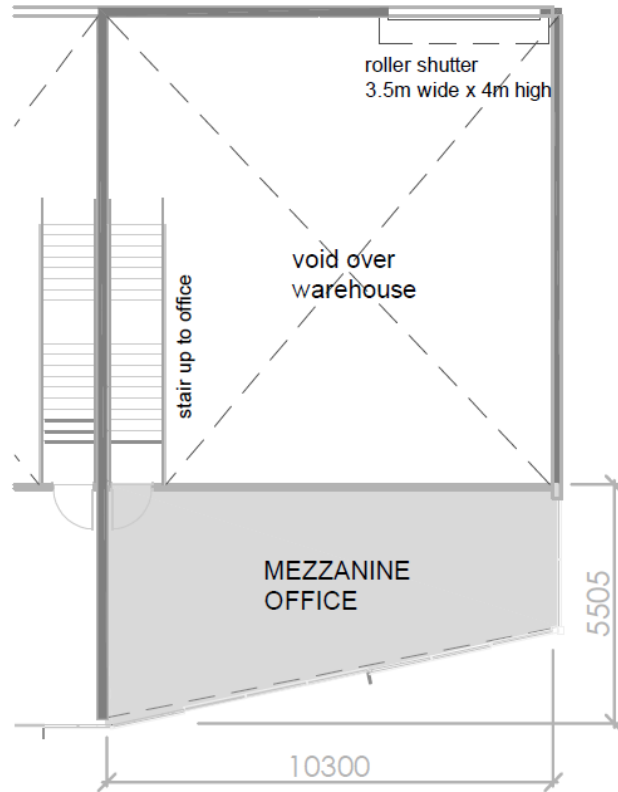 roller shutter
3.5m wide x 4m high
void over
warehouse
stair up to office
MEZZANINE
OFFICE
5505
10300